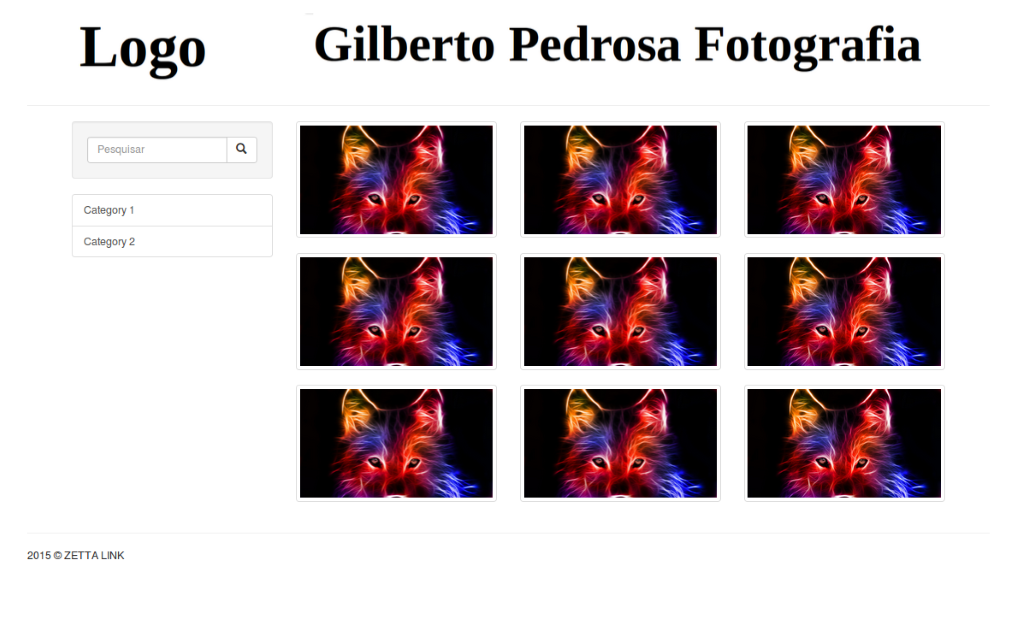 Logo
Gilberto Pedrosa Fotografia
Pesquisar
Category 1
Category 2
2015 © ZETTA LINK